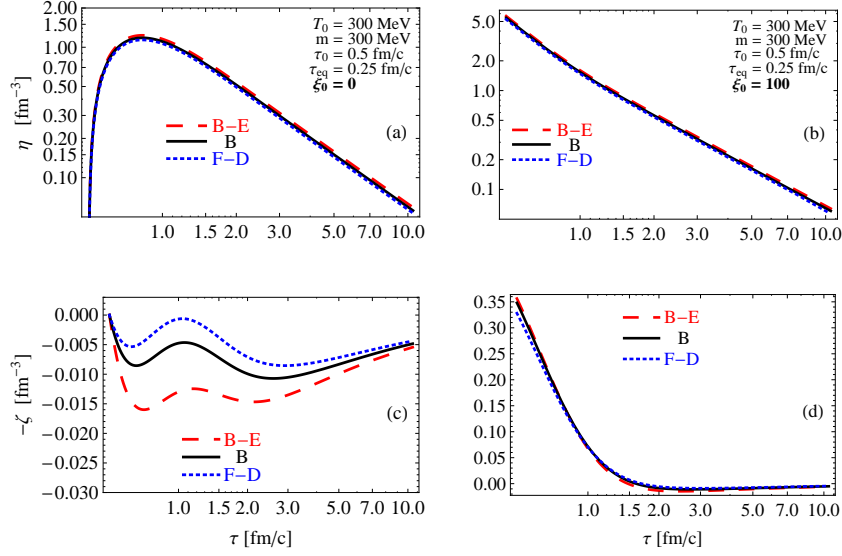 η [fm⁻³]
2.00
1.50
1.00
0.70
0.50
0.30
0.20
0.15
0.10
T₀ = 300 MeV
m = 300 MeV
τ₀ = 0.5 fm/c
τeq = 0.25 fm/c
ξ₀ = 0
(a)
B−E
B
F−D
1.0 1.5 2.0 3.0 5.0 7.0 10.0
5.0
2.0
1.0
0.5
0.2
0.1
T₀ = 300 MeV
m = 300 MeV
τ₀ = 0.5 fm/c
τeq = 0.25 fm/c
ξ₀ = 100
(b)
B−E
B
F−D
1.0 1.5 2.0 3.0 5.0 7.0 10.0
−ζ [fm⁻³]
0.000
−0.005
−0.010
−0.015
−0.020
−0.025
−0.030
(c)
B−E
B
F−D
1.0 1.5 2.0 3.0 5.0 7.0 10.0
τ [fm/c]
0.35
0.30
0.25
0.20
0.15
0.10
0.05
0.00
B−E
B
F−D
(d)
1.0 1.5 2.0 3.0 5.0 7.0 10.0
τ [fm/c]